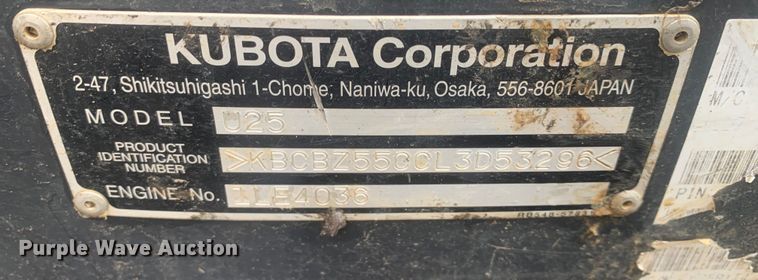 KUBOTA Corporation
2-47, Shikitsuhigashi 1-Chome, Naniwa-ku, Osaka, 556-8601 JAPAN
MODEL U25
PRODUCT IDENTIFICATION NUMBER >KBCBZ55CCL3D53296<
ENGINE No. 1LE4036
M/C
PIN
Purple Wave Auction